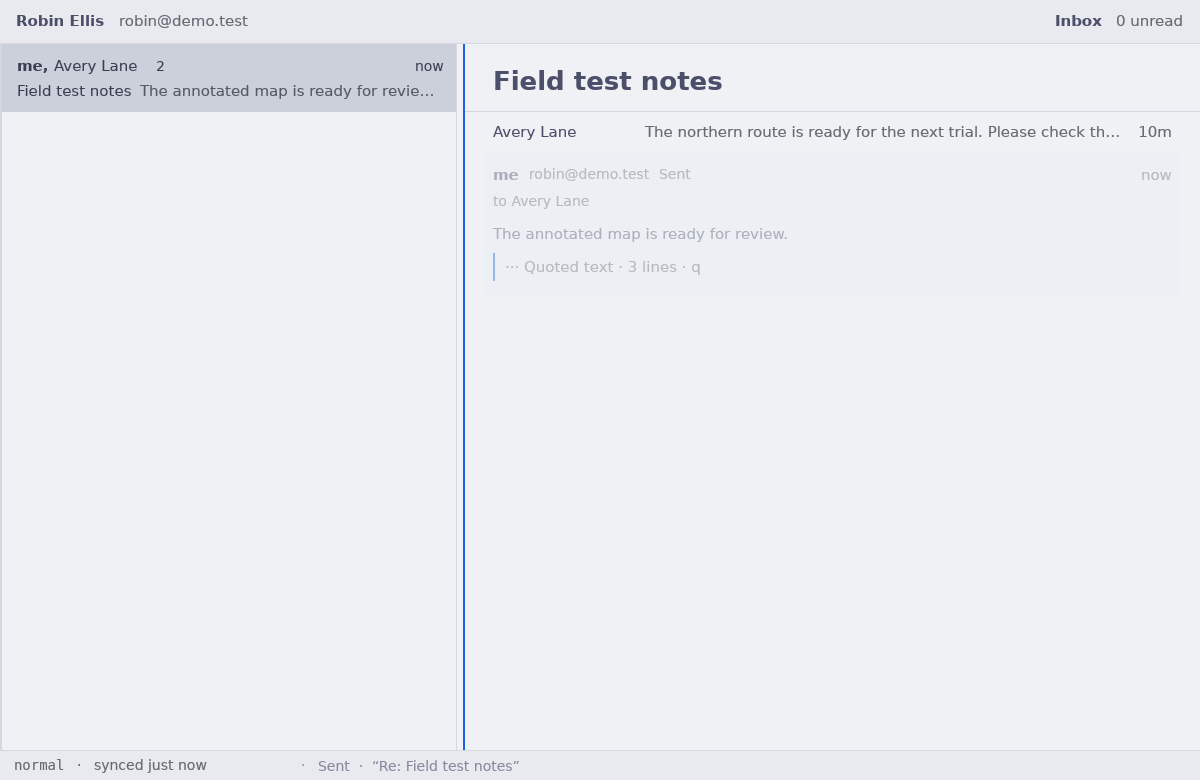 Robin Ellis robin@demo.test Inbox 0 unread
me, Avery Lane 2 now
Field test notes The annotated map is ready for revie…
Field test notes
Avery Lane The northern route is ready for the next trial. Please check th… 10m
me robin@demo.test Sent now
to Avery Lane
The annotated map is ready for review.
··· Quoted text · 3 lines · q
normal · synced just now · Sent · “Re: Field test notes”